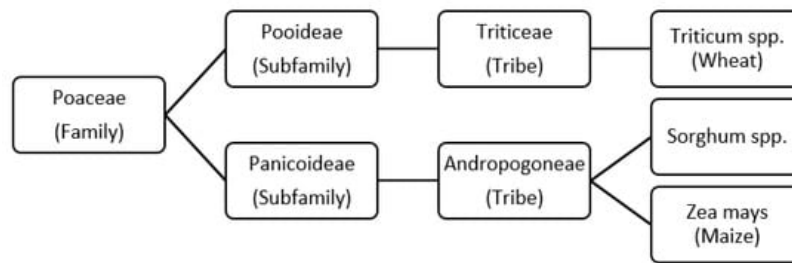 Poaceae
(Family)
Pooideae
(Subfamily)
Triticeae
(Tribe)
Triticum spp.
(Wheat)
Panicoideae
(Subfamily)
Andropogoneae
(Tribe)
Sorghum spp.
Zea mays
(Maize)